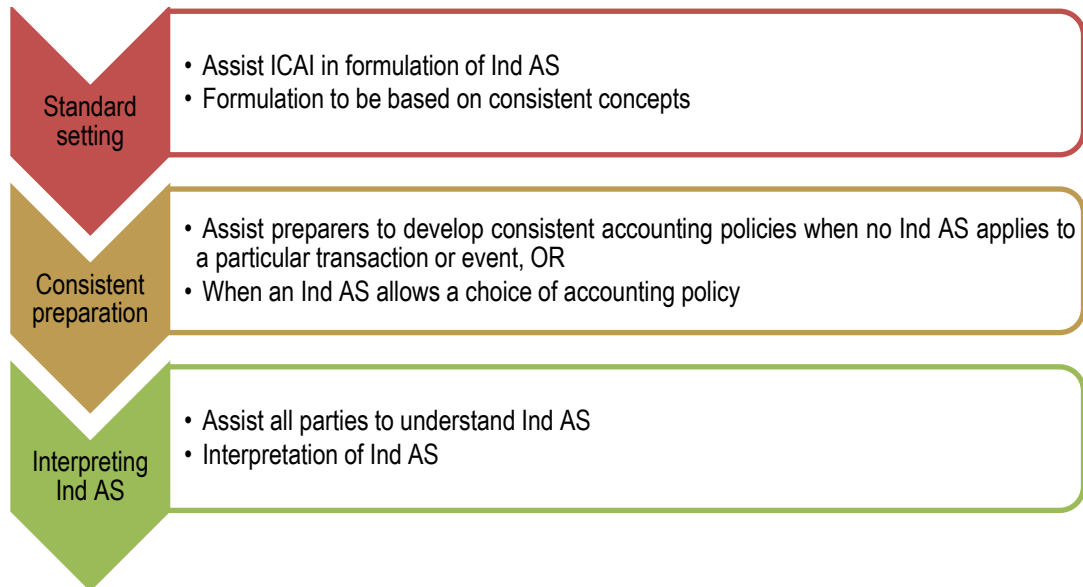 Standard
setting
• Assist ICAI in formulation of Ind AS
• Formulation to be based on consistent concepts
Consistent
preparation
• Assist preparers to develop consistent accounting policies when no Ind AS applies to
a particular transaction or event, OR
• When an Ind AS allows a choice of accounting policy
Interpreting
Ind AS
• Assist all parties to understand Ind AS
• Interpretation of Ind AS